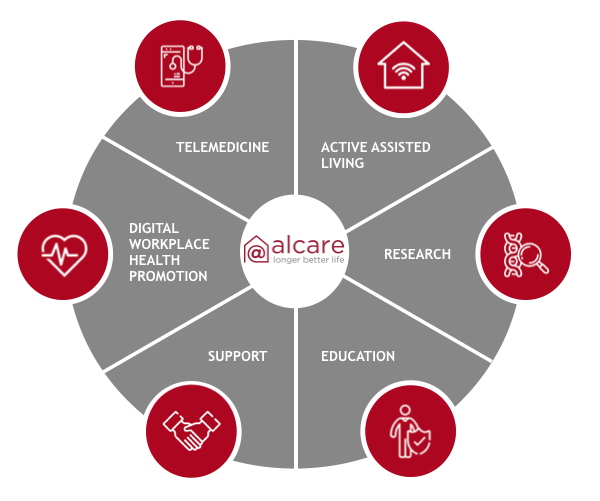 TELEMEDICINE
ACTIVE ASSISTED
LIVING
DIGITAL
WORKPLACE
HEALTH
PROMOTION
@alcare
longer better life
RESEARCH
SUPPORT
EDUCATION